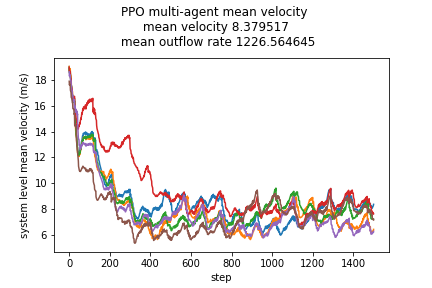 PPO multi-agent mean velocity
mean velocity 8.379517
mean outflow rate 1226.564645
system level mean velocity (m/s)
18
16
14
12
10
8
6
0 200 400 600 800 1000 1200 1400
step